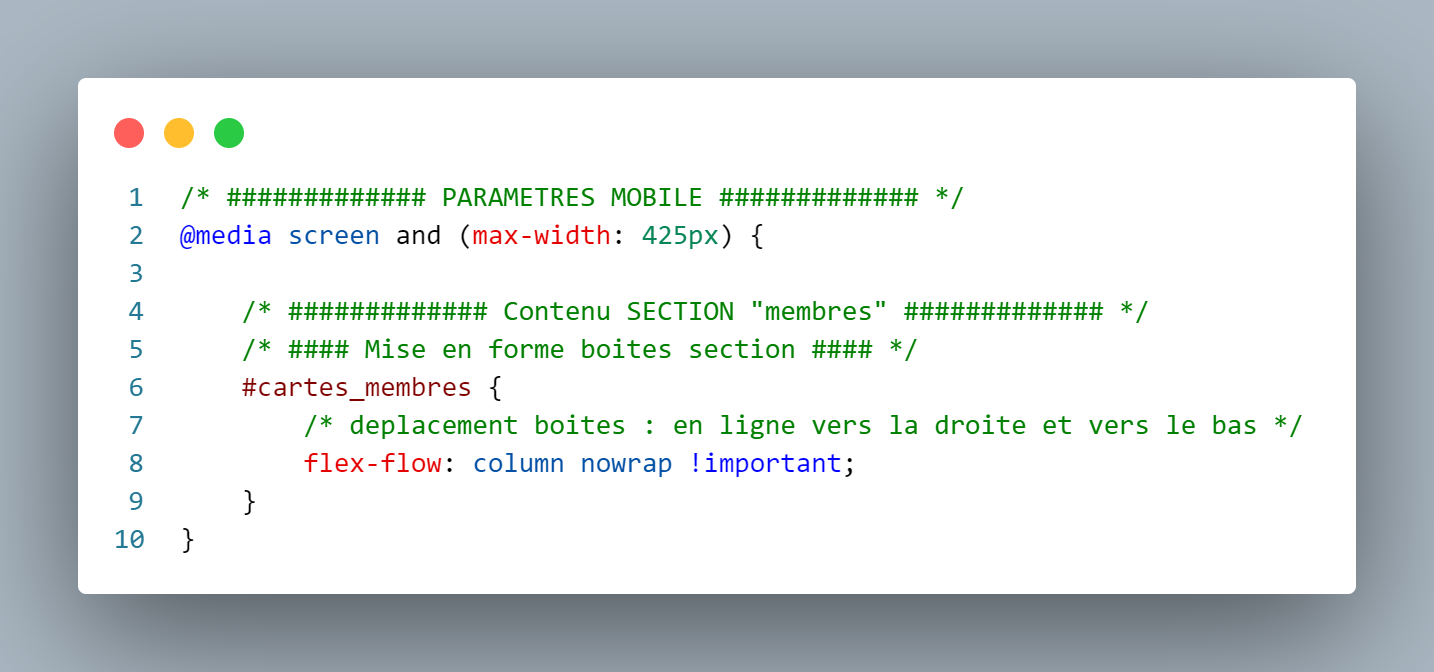 1 /* ############# PARAMETRES MOBILE ############# */
2 @media screen and (max-width: 425px) {
3
4     /* ############# Contenu SECTION "membres" ############# */
5     /* #### Mise en forme boites section #### */
6     #cartes_membres {
7         /* deplacement boites : en ligne vers la droite et vers le bas */
8         flex-flow: column nowrap !important;
9     }
10 }